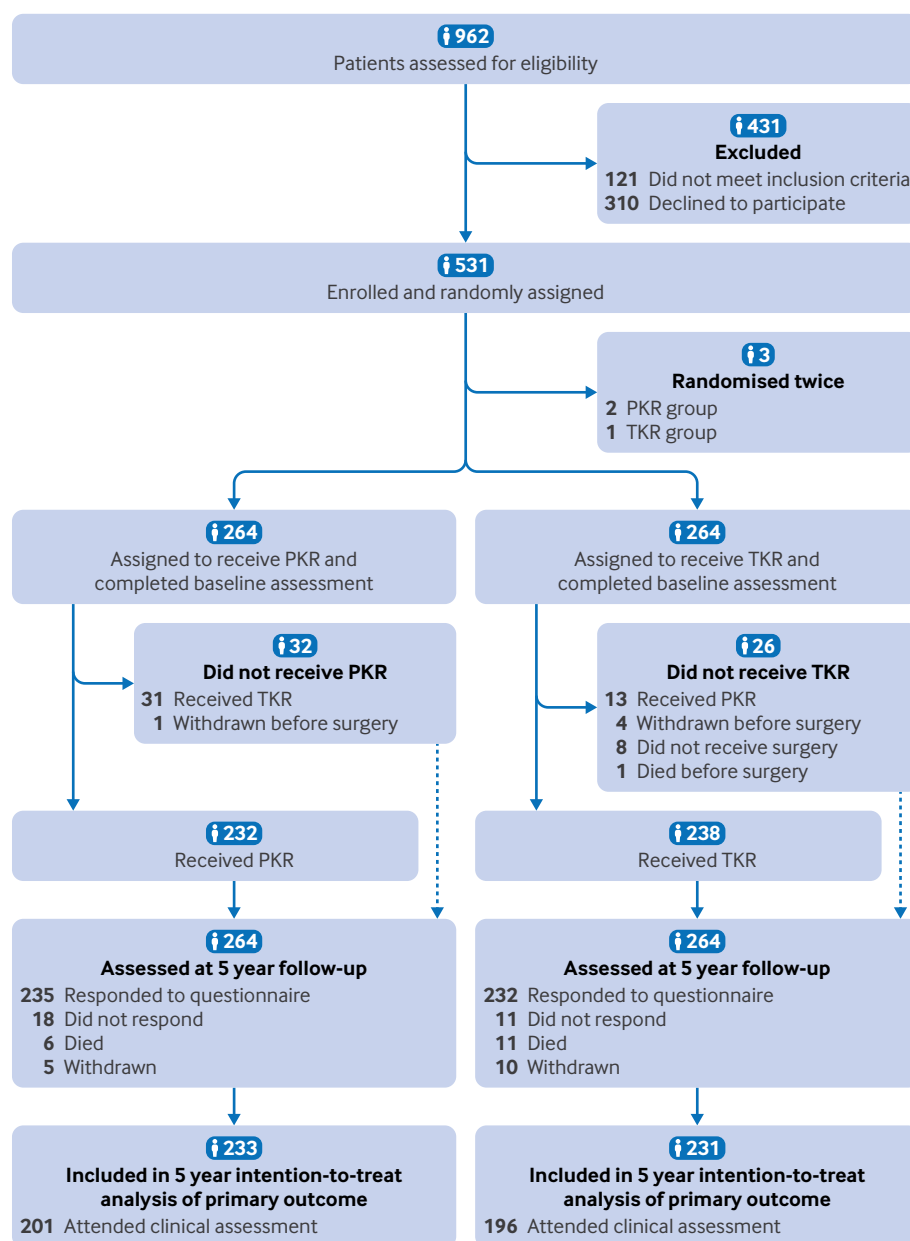 962
Patients assessed for eligibility
431
Excluded
121 Did not meet inclusion criteria
310 Declined to participate
531
Enrolled and randomly assigned
3
Randomised twice
2 PKR group
1 TKR group
264
Assigned to receive PKR and
completed baseline assessment
264
Assigned to receive TKR and
completed baseline assessment
32
Did not receive PKR
31 Received TKR
1 Withdrawn before surgery
26
Did not receive TKR
13 Received PKR
4 Withdrawn before surgery
8 Did not receive surgery
1 Died before surgery
232
Received PKR
238
Received TKR
264
Assessed at 5 year follow-up
235 Responded to questionnaire
18 Did not respond
6 Died
5 Withdrawn
264
Assessed at 5 year follow-up
232 Responded to questionnaire
11 Did not respond
11 Died
10 Withdrawn
233
Included in 5 year intention-to-treat
analysis of primary outcome
201 Attended clinical assessment
231
Included in 5 year intention-to-treat
analysis of primary outcome
196 Attended clinical assessment